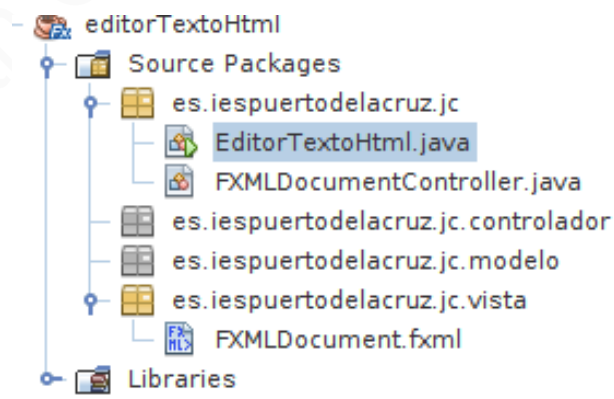 editorTextoHtml
Source Packages
es.iespuertodelacruz.jc
EditorTextoHtml.java
FXMLDocumentController.java
es.iespuertodelacruz.jc.controlador
es.iespuertodelacruz.jc.modelo
es.iespuertodelacruz.jc.vista
FXMLDocument.fxml
Libraries